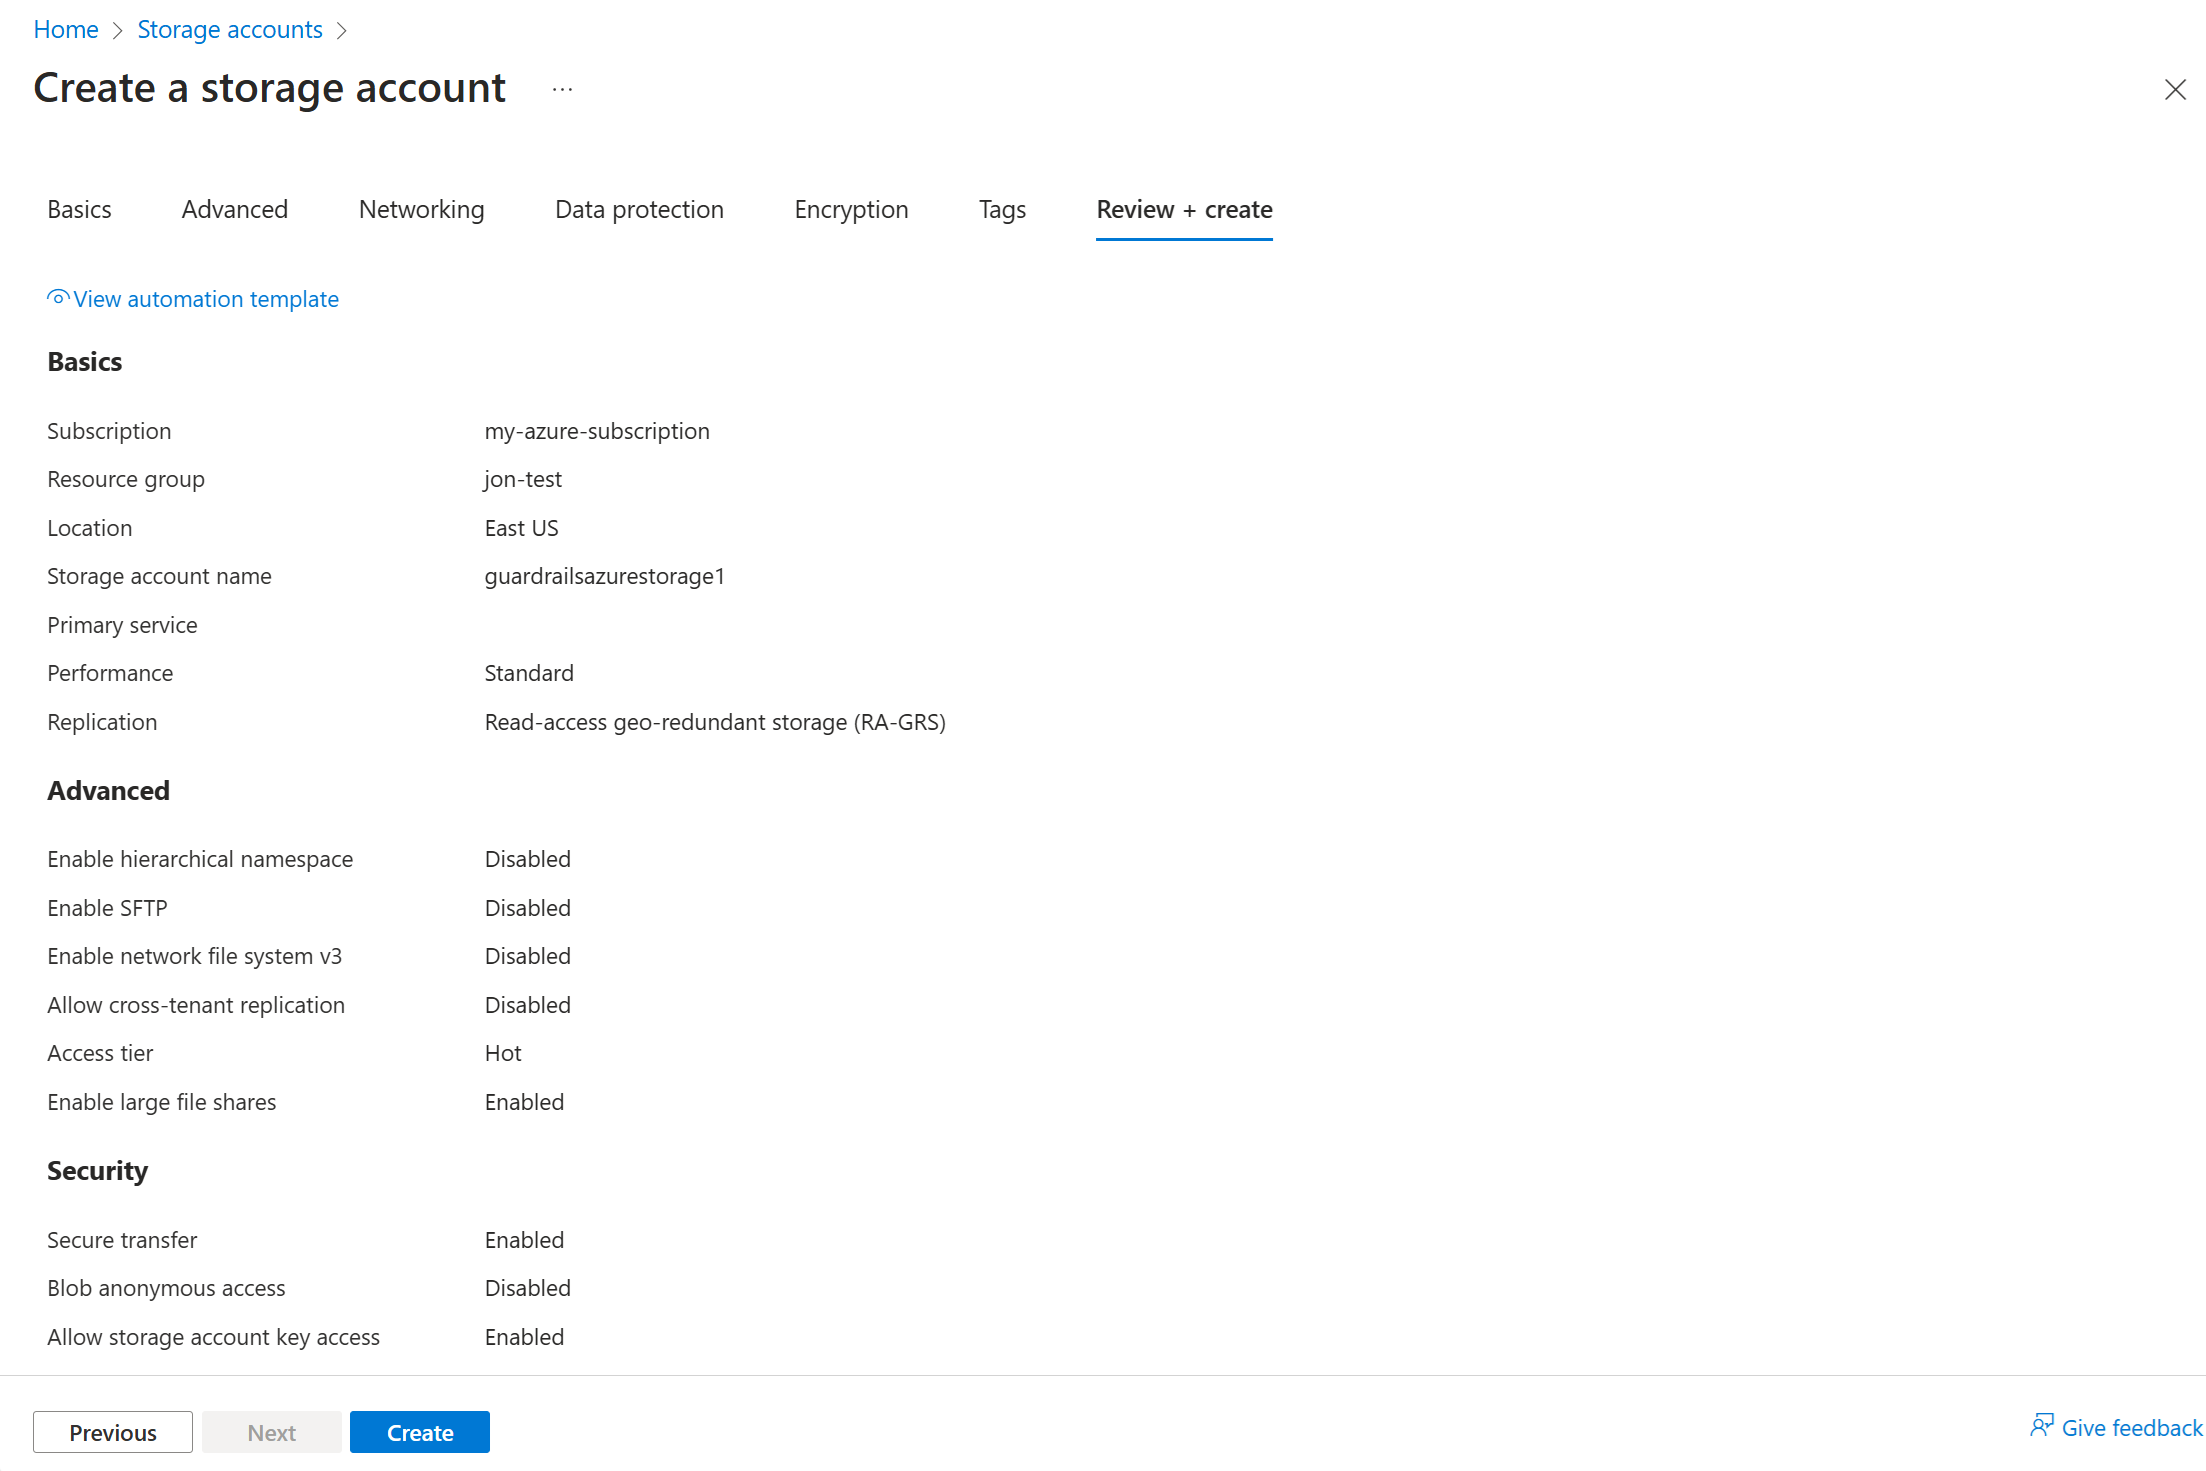 Home > Storage accounts >
Create a storage account ...
Basics Advanced Networking Data protection Encryption Tags Review + create
View automation template
Basics
Subscription my-azure-subscription
Resource group jon-test
Location East US
Storage account name guardrailsazurestorage1
Primary service
Performance Standard
Replication Read-access geo-redundant storage (RA-GRS)
Advanced
Enable hierarchical namespace Disabled
Enable SFTP Disabled
Enable network file system v3 Disabled
Allow cross-tenant replication Disabled
Access tier Hot
Enable large file shares Enabled
Security
Secure transfer Enabled
Blob anonymous access Disabled
Allow storage account key access Enabled
Previous Next Create Give feedback